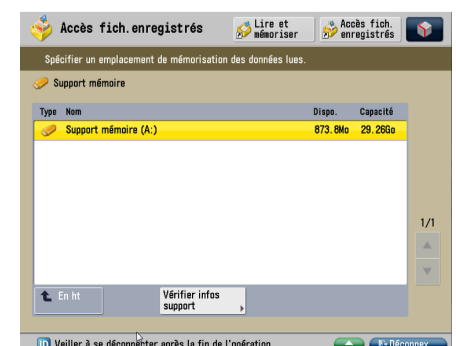 Accès fich.enregistrés
Lire et
mémoriser
Accès fich.
enregistrés
Spécifier un emplacement de mémorisation des données lues.
Support mémoire
Type Nom Dispo. Capacité
Support mémoire (A:) 873.8Mo 29.26Go
1/1
En ht
Vérifier infos
support
ID Veiller à se déconnecter après la fin de l'opération
Déconnex.